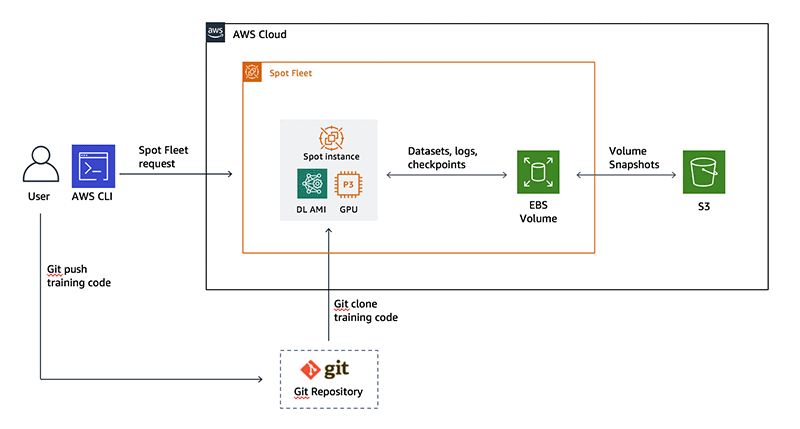 aws
AWS Cloud
Spot Fleet
Spot Fleet
request
Spot instance
P3
DL AMI
GPU
Datasets, logs,
checkpoints
EBS
Volume
Volume
Snapshots
S3
User
AWS CLI
Git push
training code
Git clone
training code
git
Git Repository